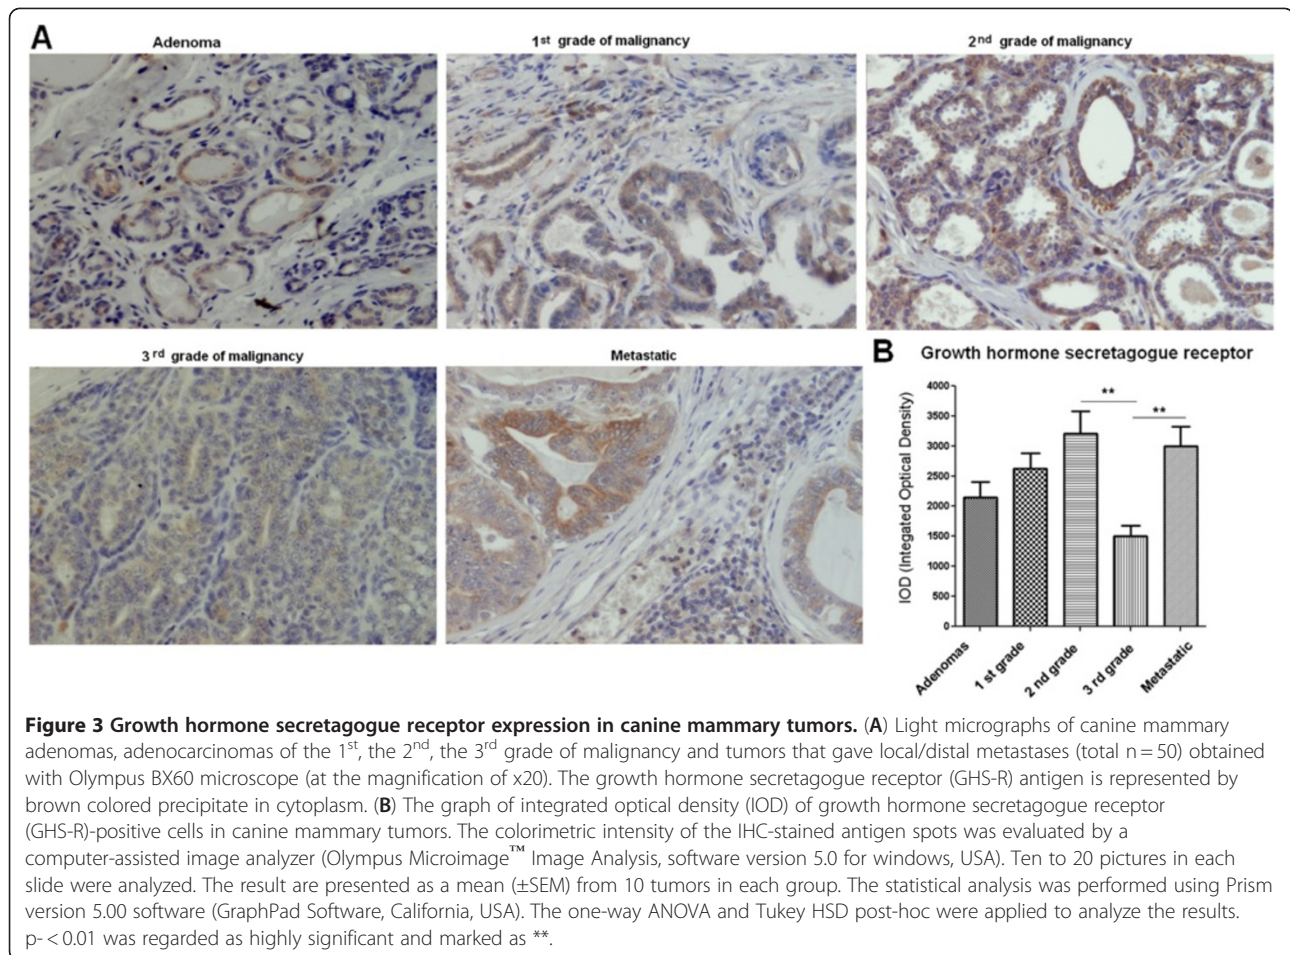 A
Adenoma
1st grade of malignancy
2nd grade of malignancy
3 rd grade of malignancy
Metastatic
B
Growth hormone secretagogue receptor
IOD (Integated Optical Density)
4000
3500
3000
2500
2000
1500
1000
500
0
**
**
Adenomas
1 st grade
2 nd grade
3 rd grade
Metastatic
Figure 3 Growth hormone secretagogue receptor expression in canine mammary tumors. (A) Light micrographs of canine mammary
adenomas, adenocarcinomas of the 1st, the 2nd, the 3rd grade of malignancy and tumors that gave local/distal metastases (total n = 50) obtained
with Olympus BX60 microscope (at the magnification of x20). The growth hormone secretagogue receptor (GHS-R) antigen is represented by
brown colored precipitate in cytoplasm. (B) The graph of integrated optical density (IOD) of growth hormone secretagogue receptor
(GHS-R)-positive cells in canine mammary tumors. The colorimetric intensity of the IHC-stained antigen spots was evaluated by a
computer-assisted image analyzer (Olympus Microimage™ Image Analysis, software version 5.0 for windows, USA). Ten to 20 pictures in each
slide were analyzed. The result are presented as a mean (±SEM) from 10 tumors in each group. The statistical analysis was performed using Prism
version 5.00 software (GraphPad Software, California, USA). The one-way ANOVA and Tukey HSD post-hoc were applied to analyze the results.
p- < 0.01 was regarded as highly significant and marked as **.